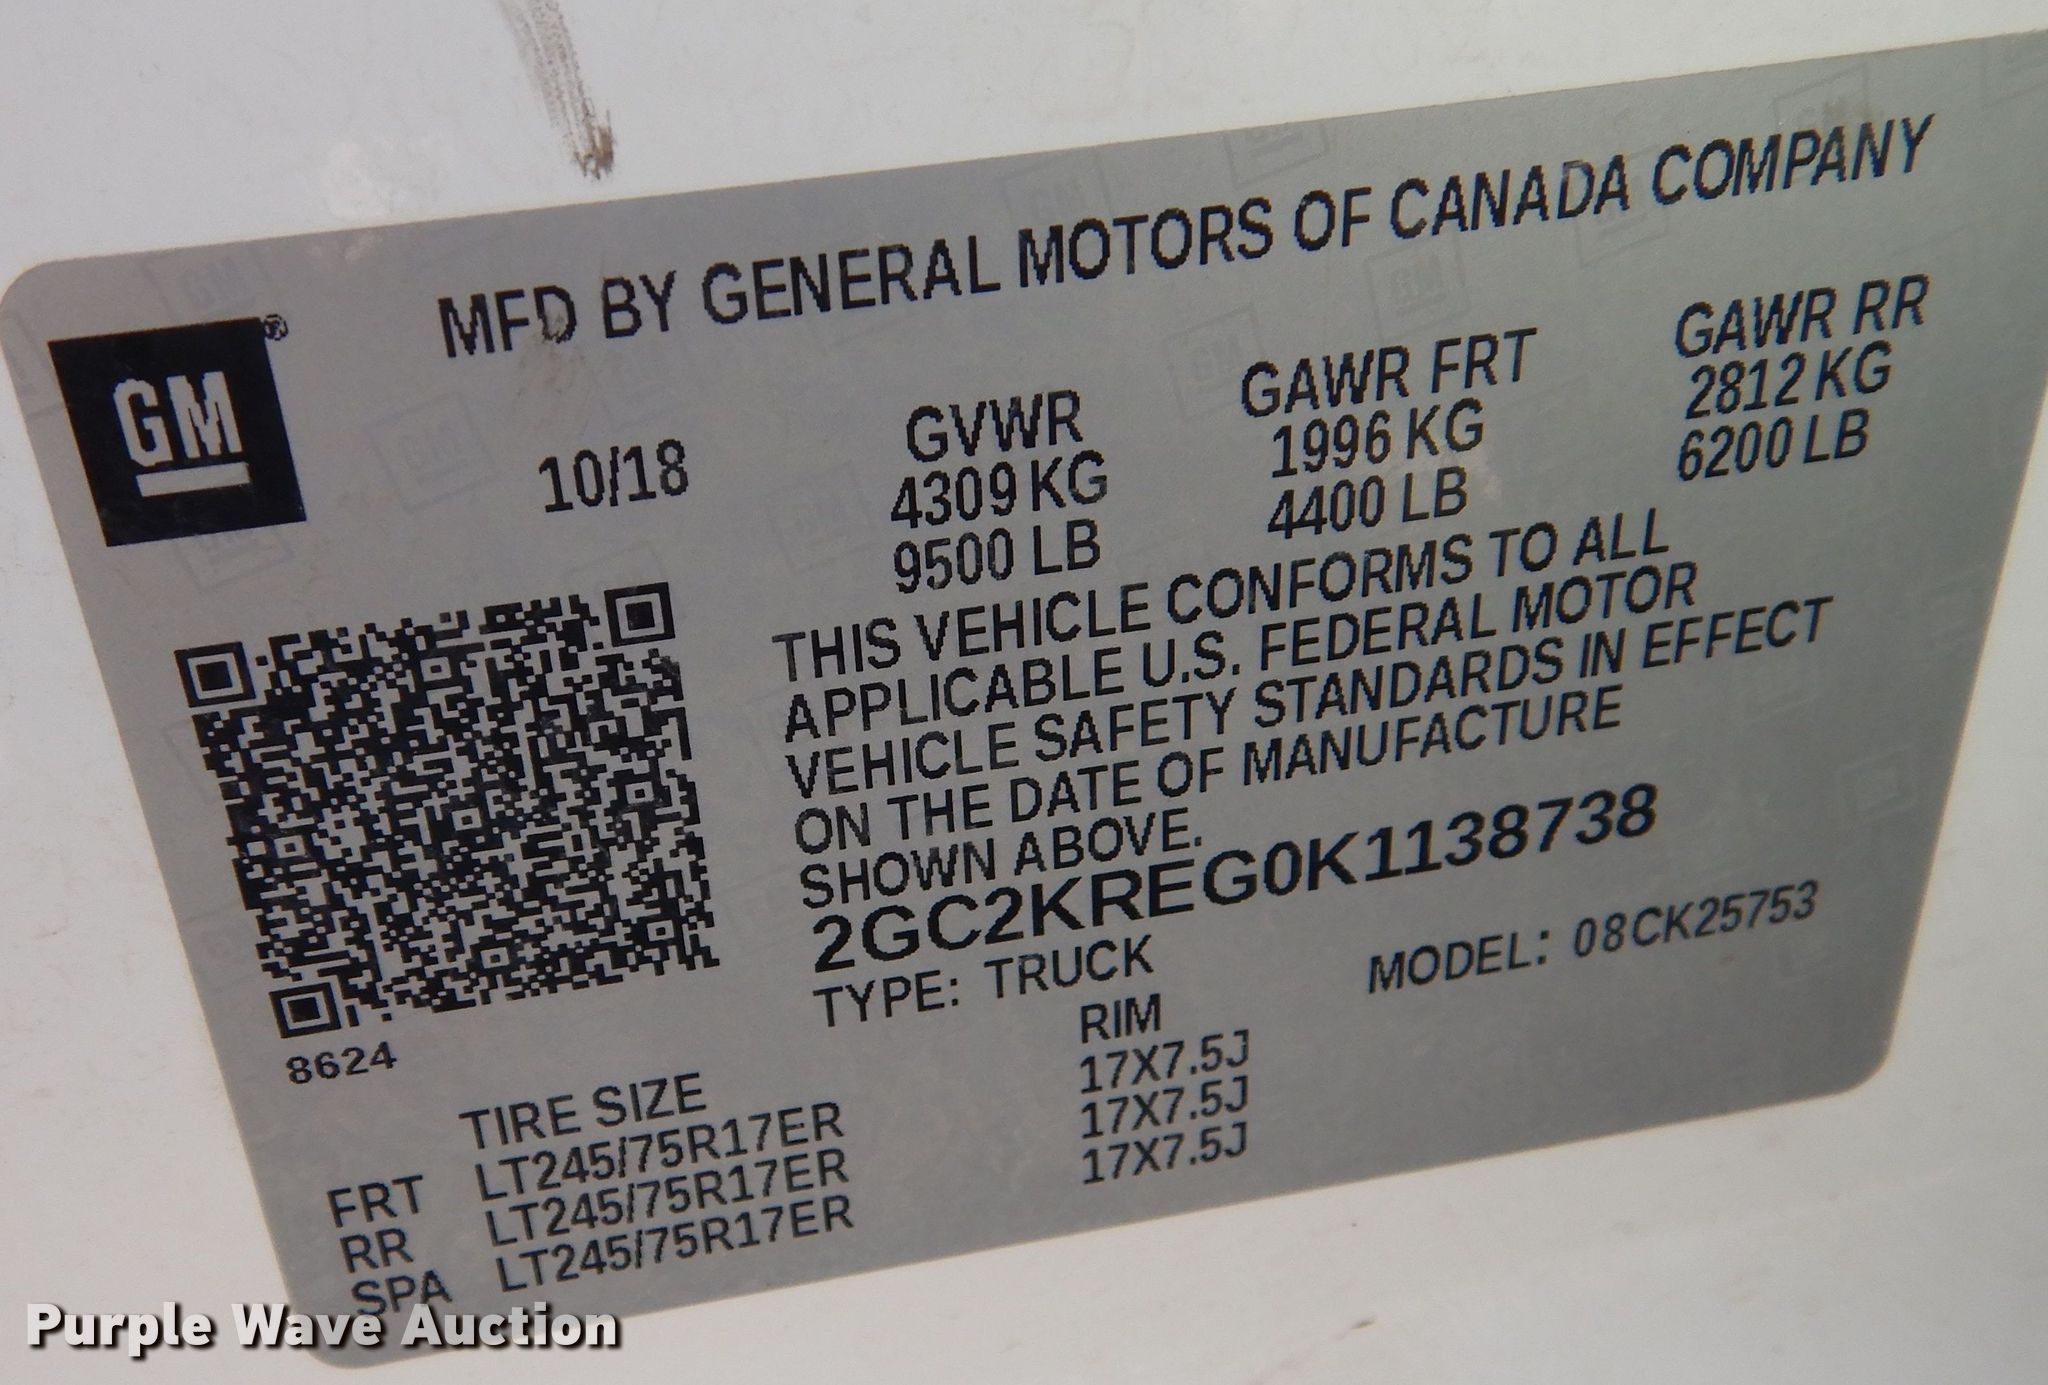 MFD BY GENERAL MOTORS OF CANADA COMPANY
GM®
10/18
GVWR
4309 KG
9500 LB
GAWR FRT
1996 KG
4400 LB
GAWR RR
2812 KG
6200 LB
THIS VEHICLE CONFORMS TO ALL
APPLICABLE U.S. FEDERAL MOTOR
VEHICLE SAFETY STANDARDS IN EFFECT
ON THE DATE OF MANUFACTURE
SHOWN ABOVE.
2GC2KREG0K1138738
TYPE: TRUCK MODEL: 08CK25753
8624
TIRE SIZE RIM
FRT LT245/75R17ER 17X7.5J
RR LT245/75R17ER 17X7.5J
SPA LT245/75R17ER 17X7.5J
Purple Wave Auction